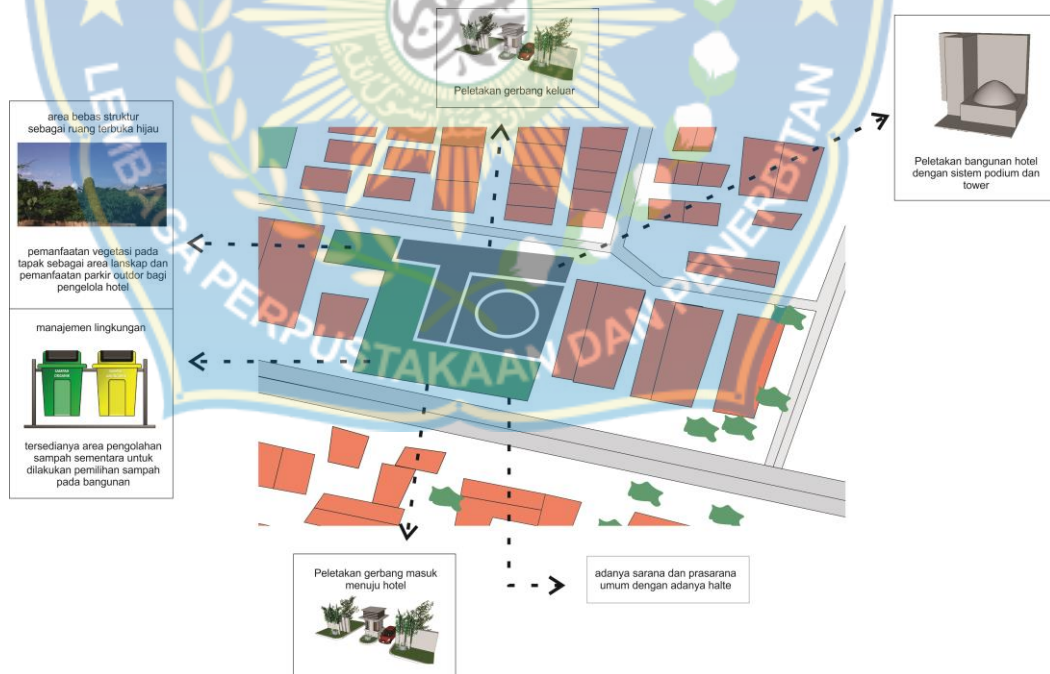 Peletakan gerbang keluar
area bebas struktur
sebagai ruang terbuka hijau
pemanfaatan vegetasi pada
tapak sebagai area lanskap dan
pemanfaatan parkir outdor bagi
pengelola hotel
manajemen lingkungan
tersedianya area pengolahan
sampah sementara untuk
dilakukan pemilihan sampah
pada bangunan
Peletakan bangunan hotel
dengan sistem podium dan
tower
Peletakan gerbang masuk
menuju hotel
adanya sarana dan prasarana
umum dengan adanya halte
LEMBAGA PERPUSTAKAAN DAN PENERBITAN